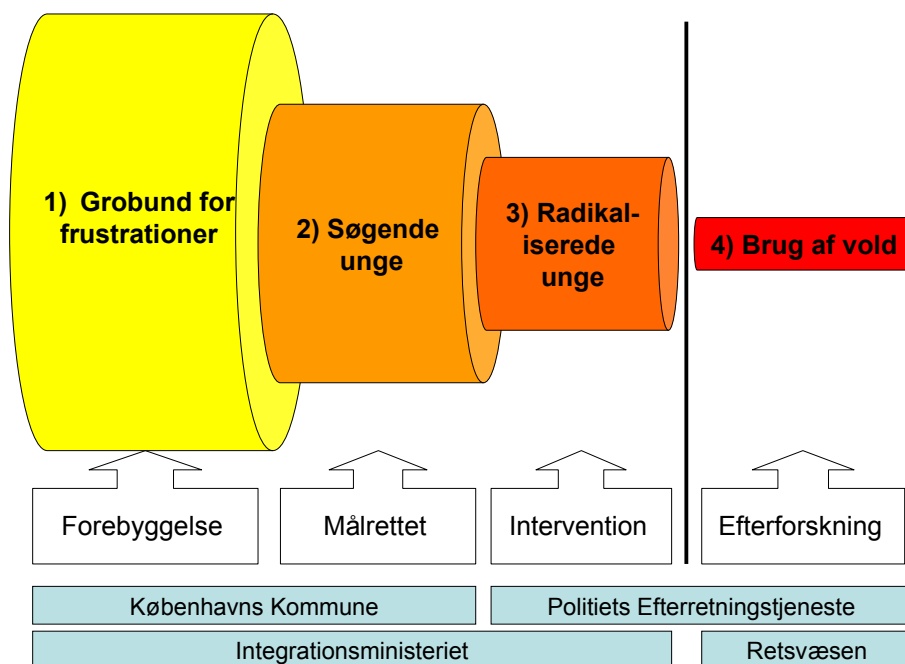 1) Grobund for
frustrationer
2) Søgende
unge
3) Radikal-
iserede
unge
4) Brug af vold
Forebyggelse
Målrettet
Intervention
Efterforskning
Københavns Kommune
Politiets Efterretningstjeneste
Integrationsministeriet
Retsvæsen